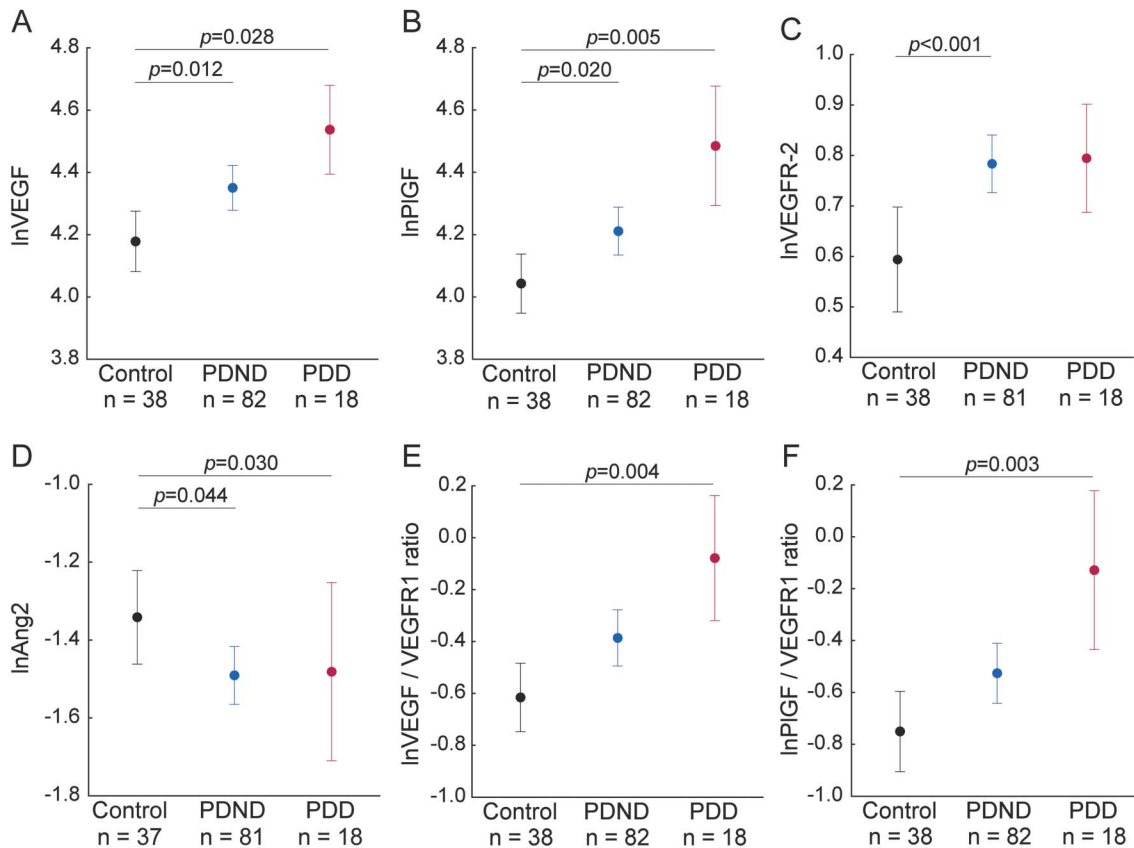 A
p=0.028
p=0.012
4.8
4.6
4.4
4.2
4.0
3.8
lnVEGF
Control PDND PDD
n = 38 n = 82 n = 18
B
p=0.005
p=0.020
4.8
4.6
4.4
4.2
4.0
3.8
lnPlGF
Control PDND PDD
n = 38 n = 82 n = 18
C
p<0.001
1.0
0.9
0.8
0.7
0.6
0.5
0.4
lnVEGFR-2
Control PDND PDD
n = 38 n = 81 n = 18
D
p=0.030
p=0.044
-1.0
-1.2
-1.4
-1.6
-1.8
lnAng2
Control PDND PDD
n = 37 n = 81 n = 18
E
p=0.004
0.2
0.0
-0.2
-0.4
-0.6
-0.8
-1.0
lnVEGF / VEGFR1 ratio
Control PDND PDD
n = 38 n = 82 n = 18
F
p=0.003
0.2
0.0
-0.2
-0.4
-0.6
-0.8
-1.0
lnPlGF / VEGFR1 ratio
Control PDND PDD
n = 38 n = 82 n = 18